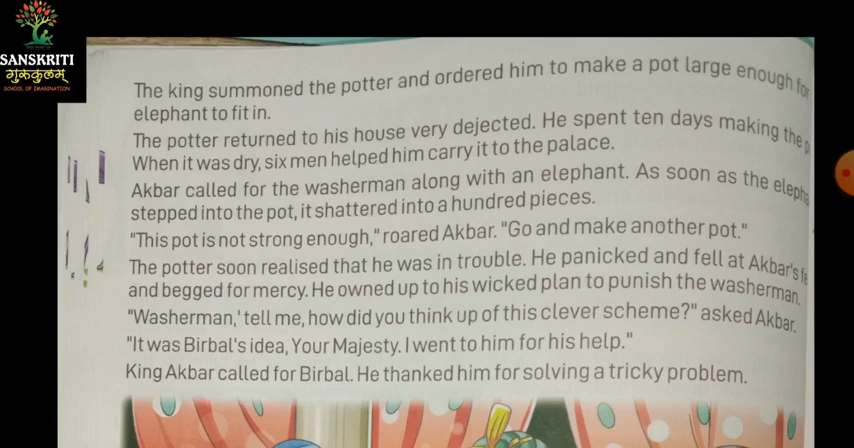 SANSKRITI
गुरुकुलम्
SCHOOL OF IMAGINATION
The king summoned the potter and ordered him to make a pot large enough for
elephant to fit in.
The potter returned to his house very dejected. He spent ten days making the
When it was dry, six men helped him carry it to the palace.
Akbar called for the washerman along with an elephant. As soon as the
stepped into the pot, it shattered into a hundred pieces.
"This pot is not strong enough," roared Akbar. "Go and make another pot."
The potter soon realised that he was in trouble. He panicked and fell at Akbar's
and begged for mercy. He owned up to his wicked plan to punish the washerman.
"Washerman,' tell me, how did you think up of this clever scheme?" asked Akbar.
"It was Birbal's idea, Your Majesty. I went to him for his help."
King Akbar called for Birbal. He thanked him for solving a tricky problem.